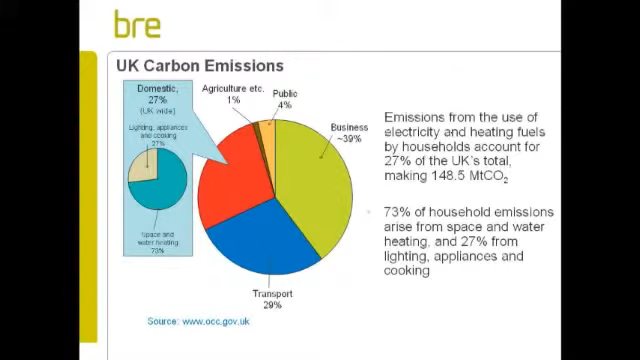 bre
UK Carbon Emissions
Domestic,
27%
(UK wide)
Lighting, appliances
and cooking
27%
Space and
water heating
73%
Agriculture etc.
1%
Public
4%
Business
~39%
Transport
29%
Emissions from the use of
electricity and heating fuels
by households account for
27% of the UK's total,
making 148.5 MtCO₂
73% of household emissions
arise from space and water
heating, and 27% from
lighting, appliances and
cooking
Source: www.occ.gov.uk